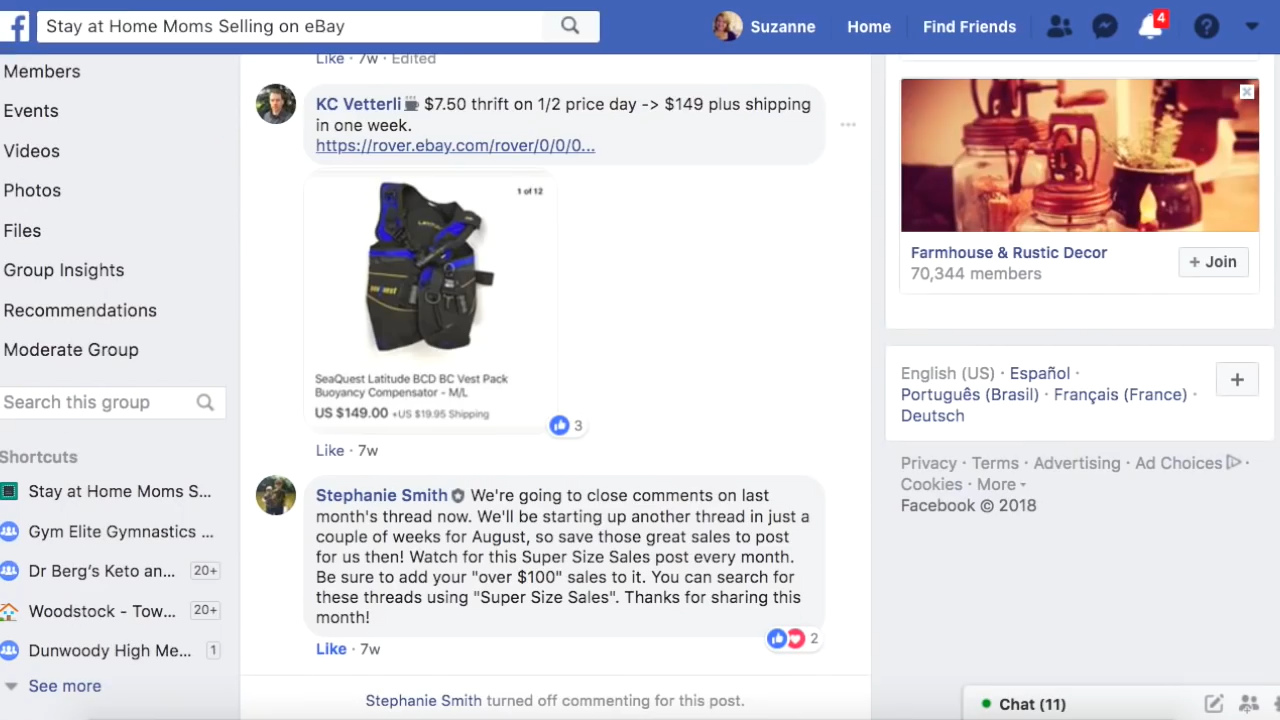 Stay at Home Moms Selling on eBay
Suzanne
Home
Find Friends
4
Members
Events
Videos
Photos
Files
Group Insights
Recommendations
Moderate Group
Search this group
Shortcuts
Stay at Home Moms S...
Gym Elite Gymnastics ...
Dr Berg's Keto an... 20+
Woodstock - Tow... 20+
Dunwoody High Me... 1
See more
Like · 7w · Edited
KC Vetterli $7.50 thrift on 1/2 price day -> $149 plus shipping
in one week.
https://rover.ebay.com/rover/0/0/0...
1 of 12
SeaQuest Latitude BCD BC Vest Pack
Buoyancy Compensator - M/L
US $149.00 +US $19.95 Shipping
3
Like · 7w
Stephanie Smith We're going to close comments on last
month's thread now. We'll be starting up another thread in just a
couple of weeks for August, so save those great sales to post
for us then! Watch for this Super Size Sales post every month.
Be sure to add your "over $100" sales to it. You can search for
these threads using "Super Size Sales". Thanks for sharing this
month!
2
Like · 7w
Stephanie Smith turned off commenting for this post.
Farmhouse & Rustic Decor
70,344 members
+ Join
English (US) · Español ·
Português (Brasil) · Français (France) ·
Deutsch
Privacy · Terms · Advertising · Ad Choices ·
Cookies · More
Facebook © 2018
Chat (11)